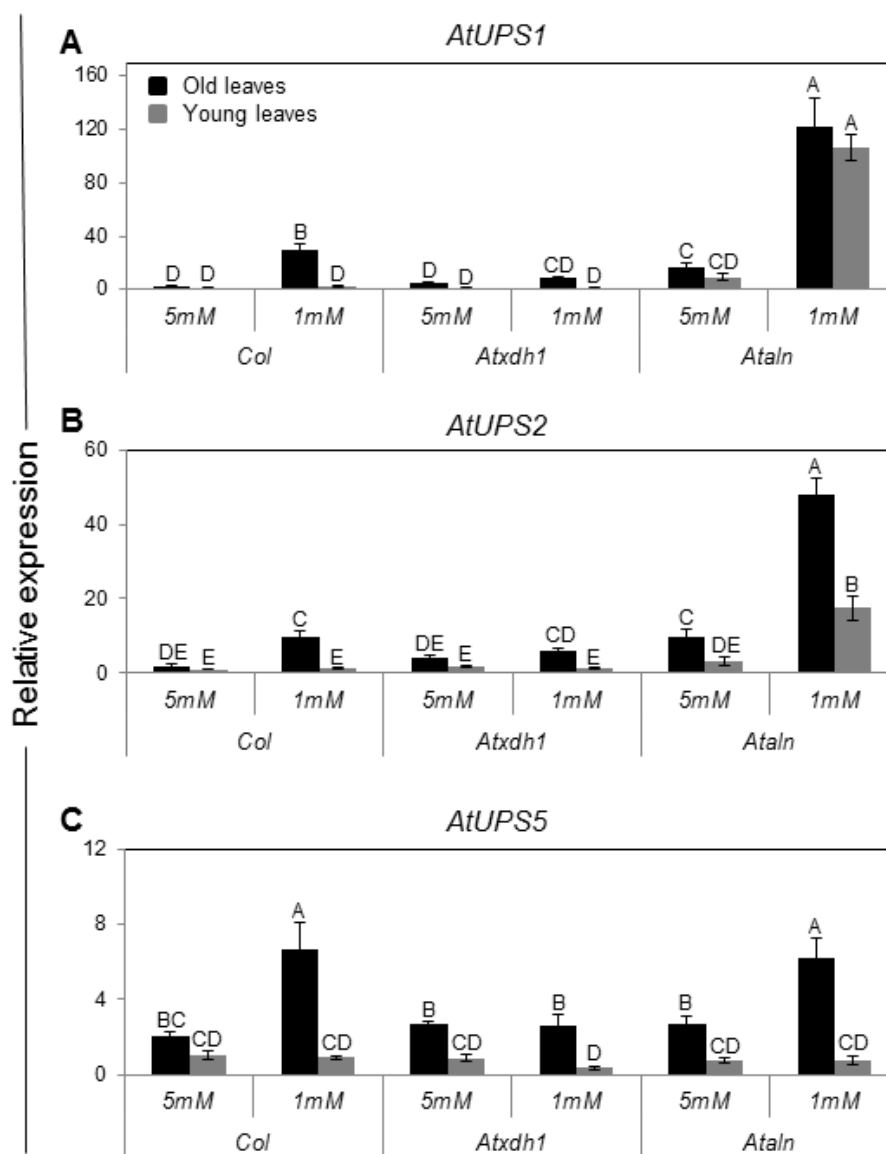 Relative expression
A
AtUPS1
160
120
80
40
0
Old leaves
Young leaves
D D B D D D CD D C CD A A
5mM 1mM 5mM 1mM 5mM 1mM
Col Atxdh1 Ataln
B
AtUPS2
60
40
20
0
DE E C E DE E CD E C DE A B
5mM 1mM 5mM 1mM 5mM 1mM
Col Atxdh1 Ataln
C
AtUPS5
12
8
4
0
BC CD A CD B CD B D B CD A CD
5mM 1mM 5mM 1mM 5mM 1mM
Col Atxdh1 Ataln